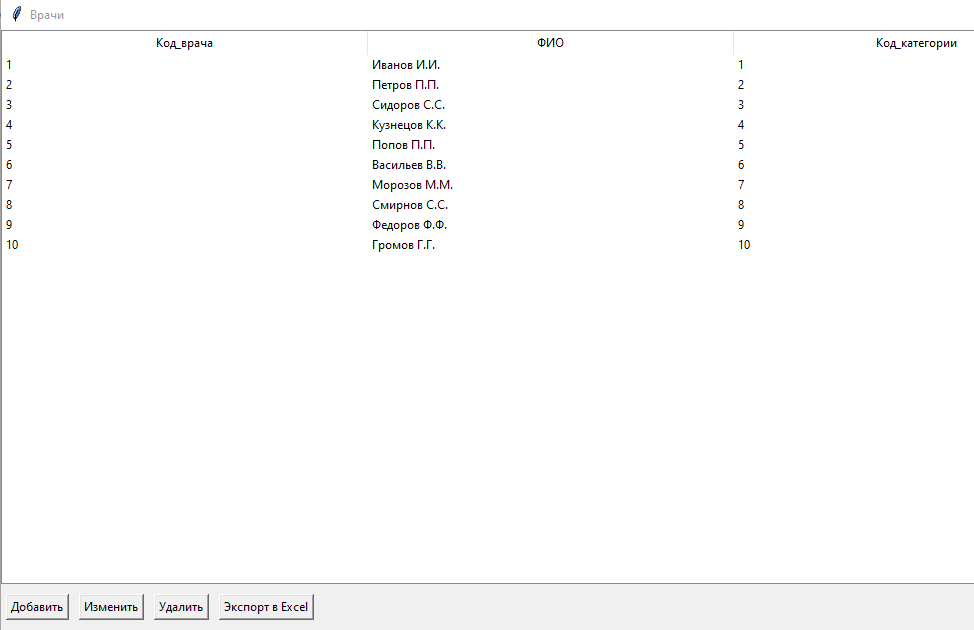 Врачи
Код_врача ФИО Код_категории
1 Иванов И.И. 1
2 Петров П.П. 2
3 Сидоров С.С. 3
4 Кузнецов К.К. 4
5 Попов П.П. 5
6 Васильев В.В. 6
7 Морозов М.М. 7
8 Смирнов С.С. 8
9 Федоров Ф.Ф. 9
10 Громов Г.Г. 10
Добавить Изменить Удалить Экспорт в Excel